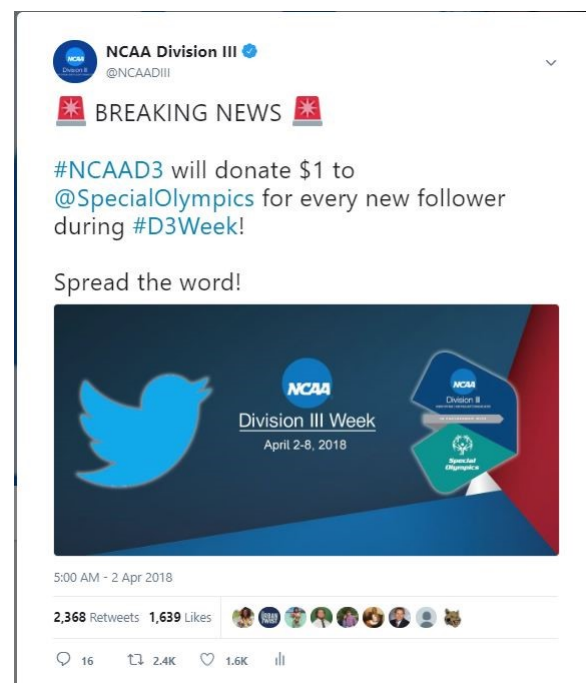 NCAA Division III
@NCAADIII
BREAKING NEWS
#NCAAD3 will donate $1 to
@SpecialOlympics for every new follower
during #D3Week!
Spread the word!
NCAA
Division III Week
April 2-8, 2018
NCAA
Division III
Special
Olympics
5:00 AM - 2 Apr 2018
2,368 Retweets 1,639 Likes
16 2.4K 1.6K